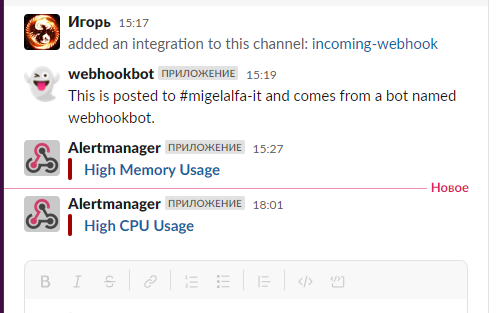 Игорь 15:17
added an integration to this channel: incoming-webhook
webhookbot ПРИЛОЖЕНИЕ 15:19
This is posted to #migelalfa-it and comes from a bot named
webhookbot.
Alertmanager ПРИЛОЖЕНИЕ 15:27
High Memory Usage
Новое
Alertmanager ПРИЛОЖЕНИЕ 18:01
High CPU Usage